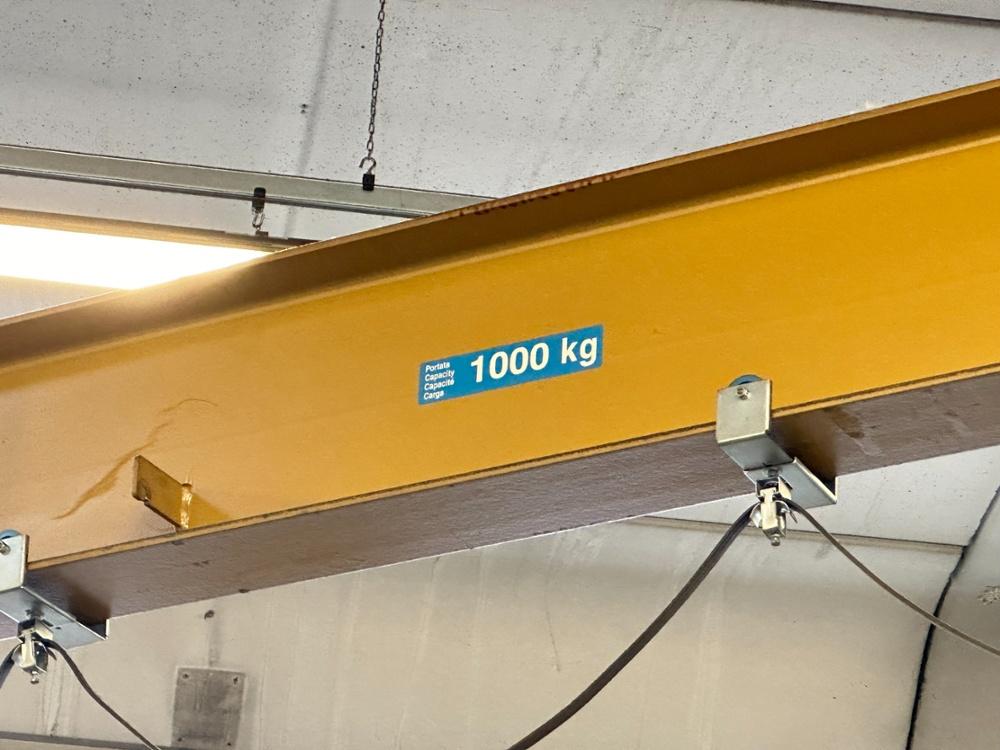 Portata
Capacity
Capacité
Carga
1000 kg